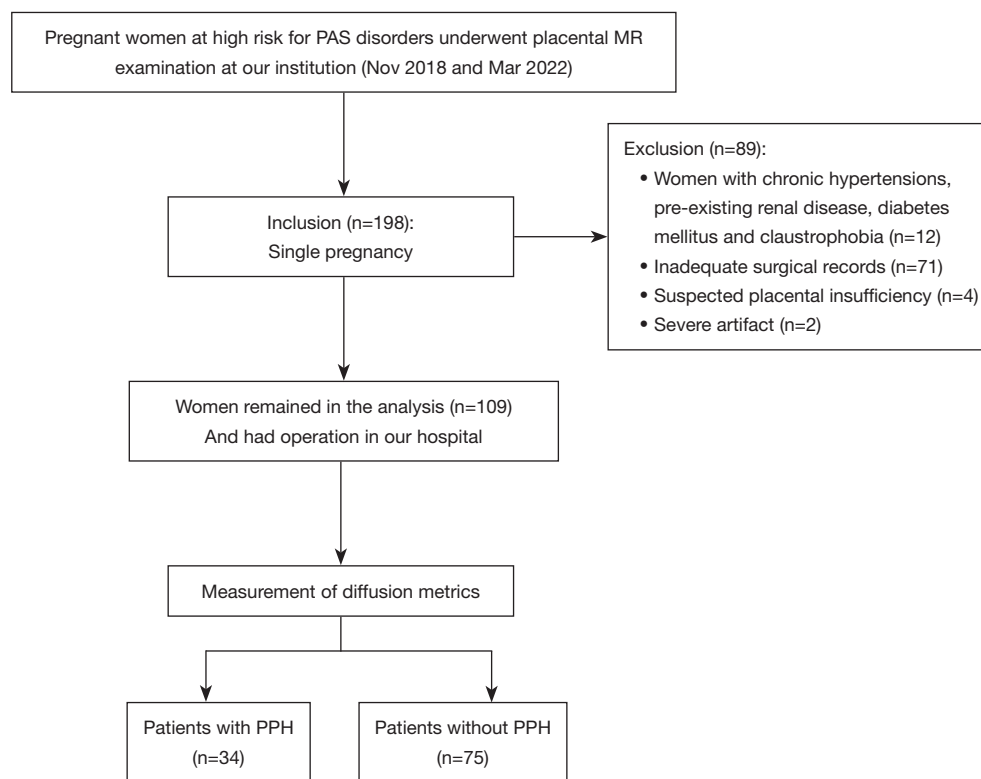 Pregnant women at high risk for PAS disorders underwent placental MR
examination at our institution (Nov 2018 and Mar 2022)
Exclusion (n=89):
• Women with chronic hypertensions,
pre-existing renal disease, diabetes
mellitus and claustrophobia (n=12)
• Inadequate surgical records (n=71)
• Suspected placental insufficiency (n=4)
• Severe artifact (n=2)
Inclusion (n=198):
Single pregnancy
Women remained in the analysis (n=109)
And had operation in our hospital
Measurement of diffusion metrics
Patients with PPH
(n=34)
Patients without PPH
(n=75)